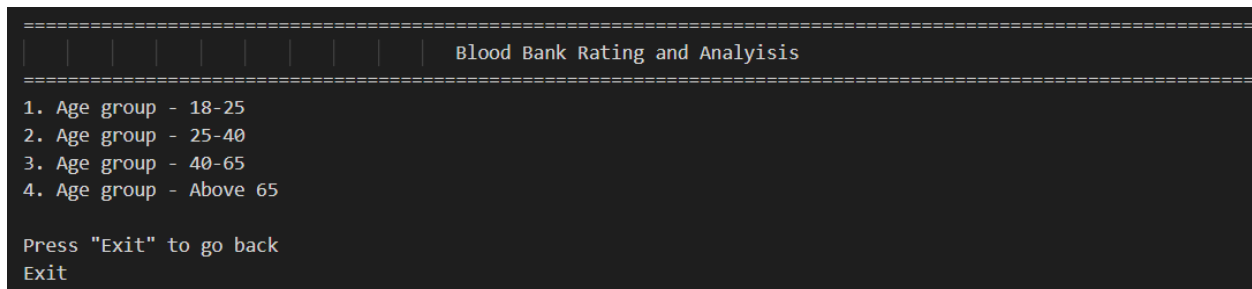 ==============================================================================================================
Blood Bank Rating and Analyisis
==============================================================================================================
1. Age group - 18-25
2. Age group - 25-40
3. Age group - 40-65
4. Age group - Above 65
Press "Exit" to go back
Exit